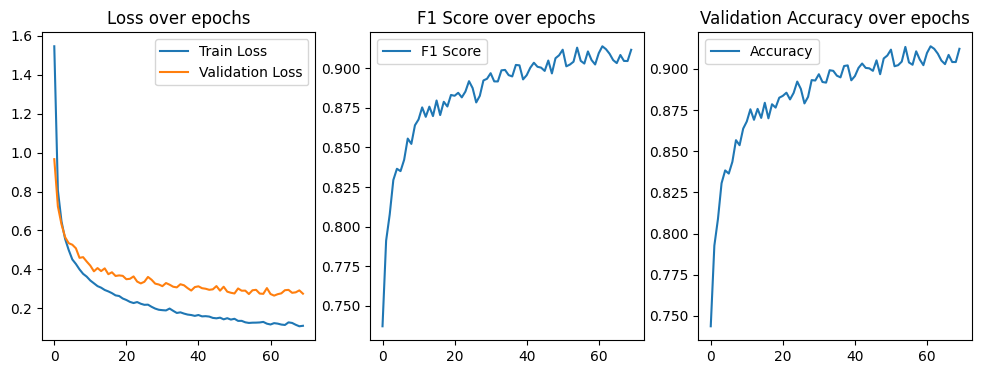 Loss over epochs
1.6
1.4
1.2
1.0
0.8
0.6
0.4
0.2
0 20 40 60
Train Loss
Validation Loss
F1 Score over epochs
0.900
0.875
0.850
0.825
0.800
0.775
0.750
0 20 40 60
F1 Score
Validation Accuracy over epochs
0.900
0.875
0.850
0.825
0.800
0.775
0.750
0 20 40 60
Accuracy